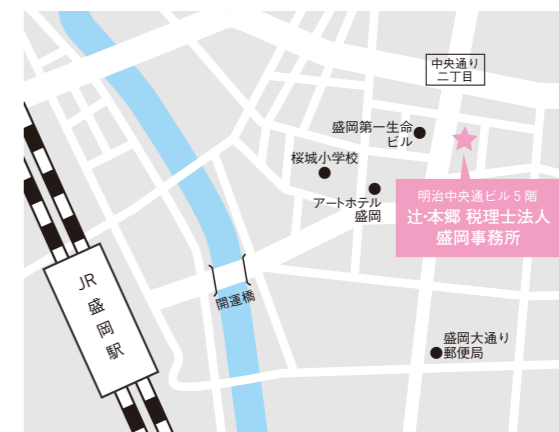 中央通り
二丁目
盛岡第一生命
ビル
桜城小学校
アートホテル
盛岡
明治中央通ビル5階
辻・本郷 税理士法人
盛岡事務所
開運橋
JR盛岡駅
盛岡大通り
郵便局